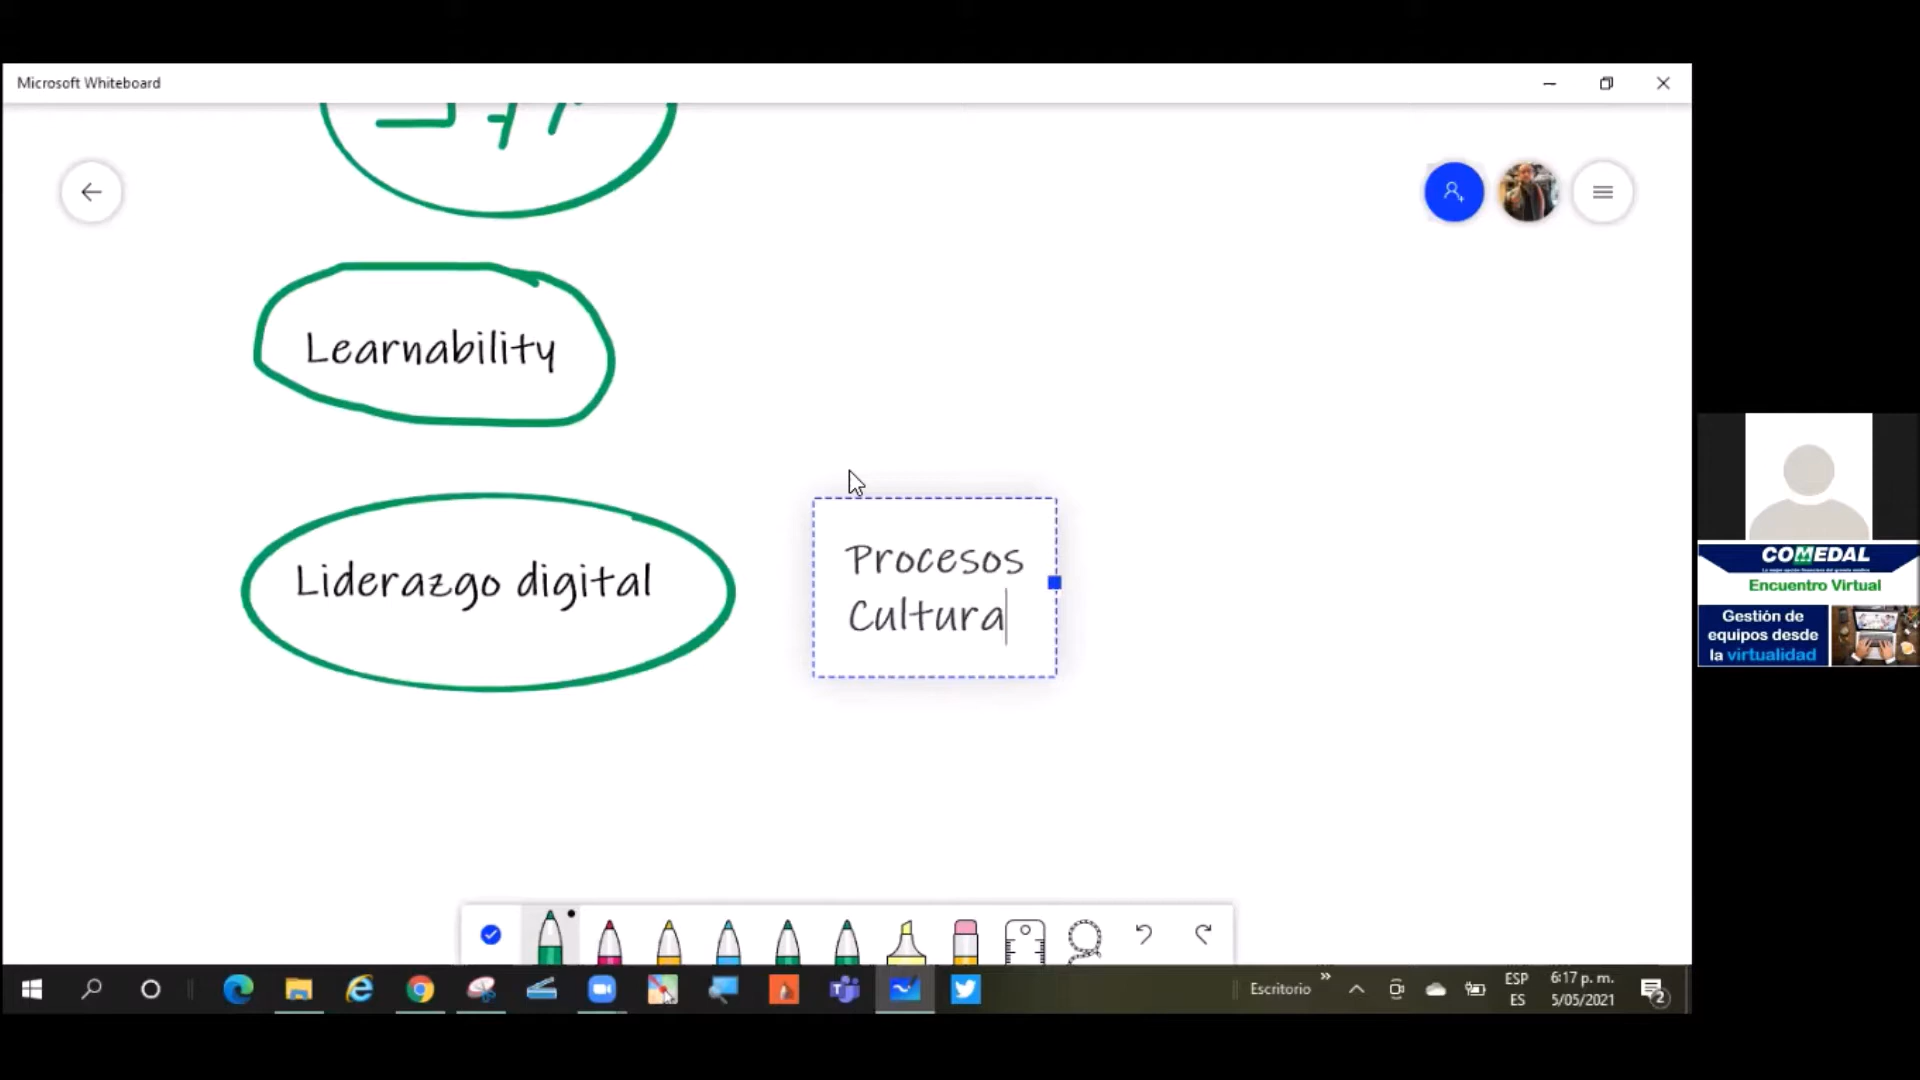 Microsoft Whiteboard
Learnability
Liderazgo digital
Procesos
Cultura
COMEDAL
Encuentro Virtual
Gestión de
equipos desde
la virtualidad
Escritorio
ESP
ES
6:17 p. m.
5/05/2021
2